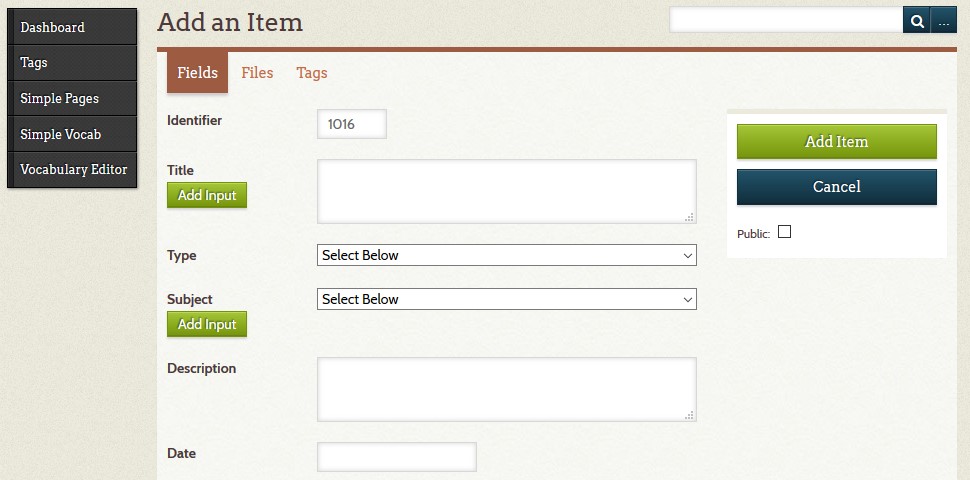 Dashboard
Tags
Simple Pages
Simple Vocab
Vocabulary Editor
Add an Item
...
Fields Files Tags
Identifier 1016
Title
Add Input
Type Select Below
Subject Select Below
Add Input
Description
Date
Add Item
Cancel
Public: